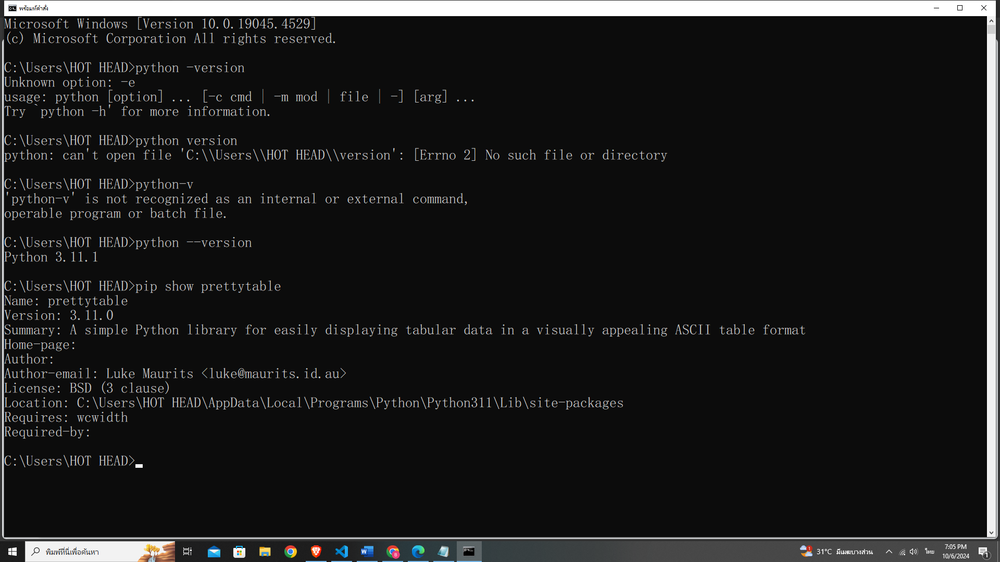 พร้อมท์คำสั่ง
Microsoft Windows [Version 10.0.19045.4529]
(c) Microsoft Corporation All rights reserved.
C:\Users\HOT HEAD>python -version
Unknown option: -e
usage: python [option] ... [-c cmd | -m mod | file | -] [arg] ...
Try `python -h' for more information.
C:\Users\HOT HEAD>python version
python: can't open file 'C:\\Users\\HOT HEAD\\version': [Errno 2] No such file or directory
C:\Users\HOT HEAD>python-v
'python-v' is not recognized as an internal or external command,
operable program or batch file.
C:\Users\HOT HEAD>python --version
Python 3.11.1
C:\Users\HOT HEAD>pip show prettytable
Name: prettytable
Version: 3.11.0
Summary: A simple Python library for easily displaying tabular data in a visually appealing ASCII table format
Home-page:
Author:
Author-email: Luke Maurits <luke@maurits.id.au>
License: BSD (3 clause)
Location: C:\Users\HOT HEAD\AppData\Local\Programs\Python\Python311\Lib\site-packages
Requires: wcwidth
Required-by:
C:\Users\HOT HEAD>
พิมพ์ที่นี่เพื่อค้นหา
31°C มีเมฆบางส่วน
ไทย
7:05 PM
10/6/2024